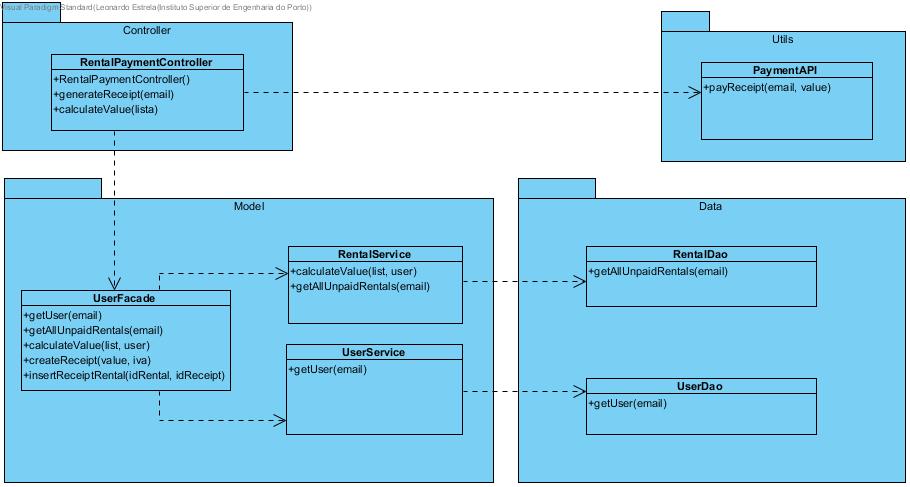 Visual Paradigm Standard(Leonardo Estrela(Instituto Superior de Engenharia do Porto))
Controller
RentalPaymentController
+RentalPaymentController()
+generateReceipt(email)
+calculateValue(lista)
Utils
PaymentAPI
+payReceipt(email, value)
Model
UserFacade
+getUser(email)
+getAllUnpaidRentals(email)
+calculateValue(list, user)
+createReceipt(value, iva)
+insertReceiptRental(idRental, idReceipt)
RentalService
+calculateValue(list, user)
+getAllUnpaidRentals(email)
UserService
+getUser(email)
Data
RentalDao
+getAllUnpaidRentals(email)
UserDao
+getUser(email)